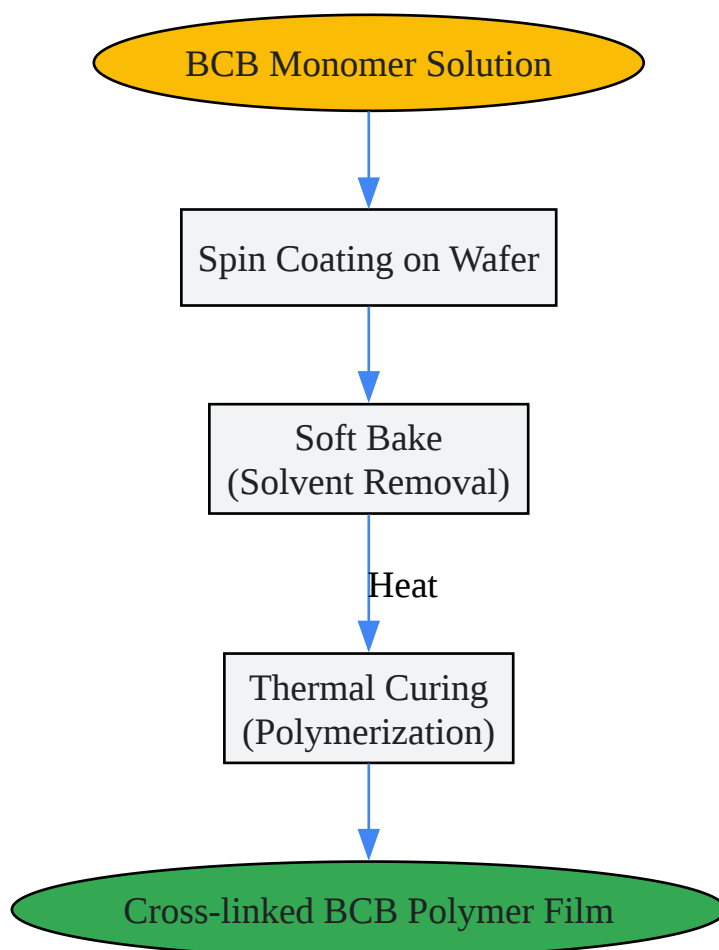 BCB Monomer Solution
Spin Coating on Wafer
Soft Bake
(Solvent Removal)
Heat
Thermal Curing
(Polymerization)
Cross-linked BCB Polymer Film